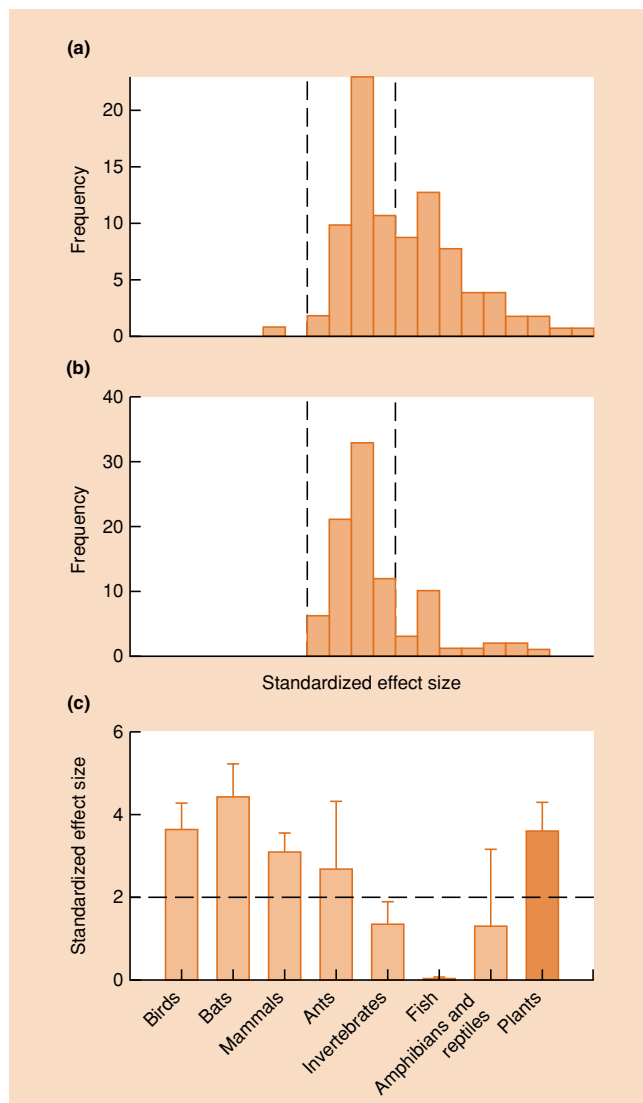 (a)
Frequency
20
15
10
5
0
(b)
Frequency
40
30
20
10
0
Standardized effect size
(c)
Standardized effect size
6
4
2
0
Birds
Bats
Mammals
Ants
Invertebrates
Fish
Amphibians and
reptiles
Plants